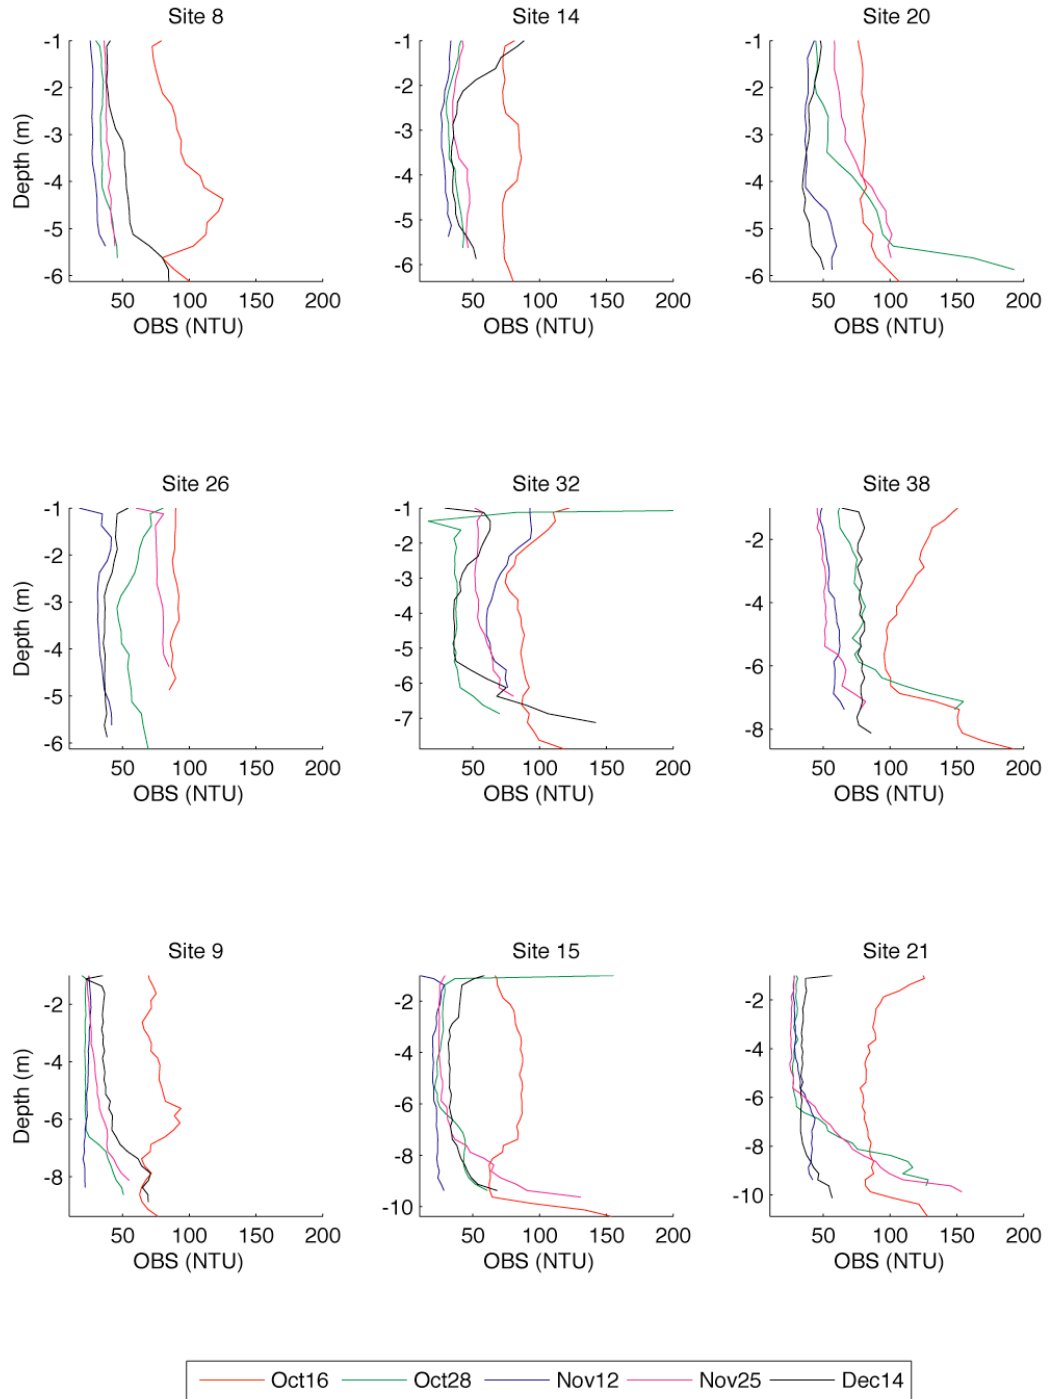 Site 8
Site 14
Site 20
-1
-2
-3
-4
-5
-6
Depth (m)
50 100 150 200
OBS (NTU)
-1
-2
-3
-4
-5
-6
50 100 150 200
OBS (NTU)
-1
-2
-3
-4
-5
-6
50 100 150 200
OBS (NTU)
Site 26
Site 32
Site 38
-1
-2
-3
-4
-5
-6
Depth (m)
50 100 150 200
OBS (NTU)
-1
-2
-3
-4
-5
-6
-7
50 100 150 200
OBS (NTU)
-2
-4
-6
-8
50 100 150 200
OBS (NTU)
Site 9
Site 15
Site 21
-2
-4
-6
-8
Depth (m)
50 100 150 200
OBS (NTU)
-2
-4
-6
-8
-10
50 100 150 200
OBS (NTU)
-2
-4
-6
-8
-10
50 100 150 200
OBS (NTU)
Oct16 Oct28 Nov12 Nov25 Dec14